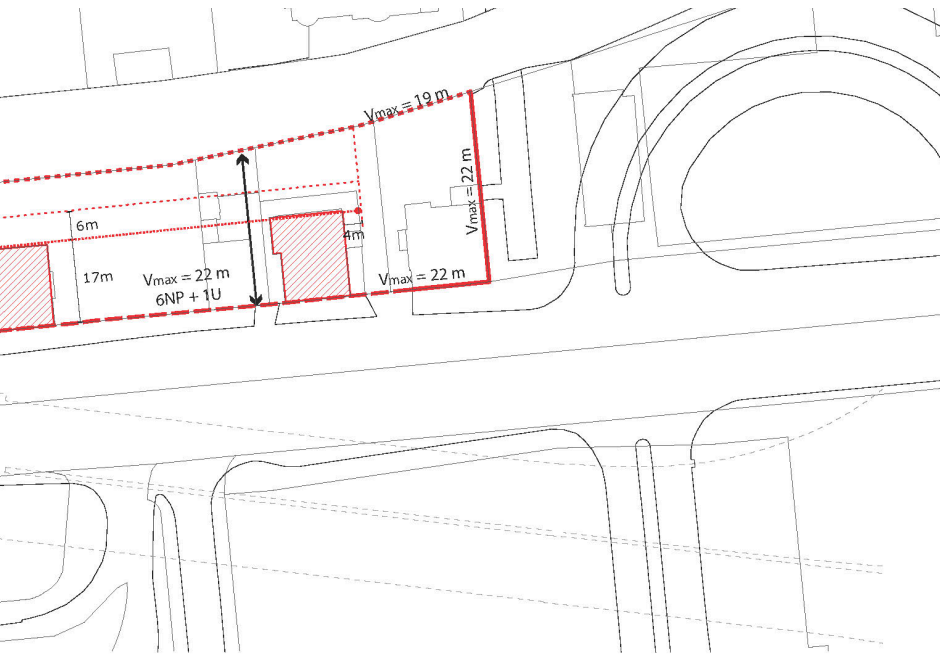 Vmax = 19 m
Vmax = 22 m
6m
4m
17m
Vmax = 22 m
6NP + 1U
Vmax = 22 m